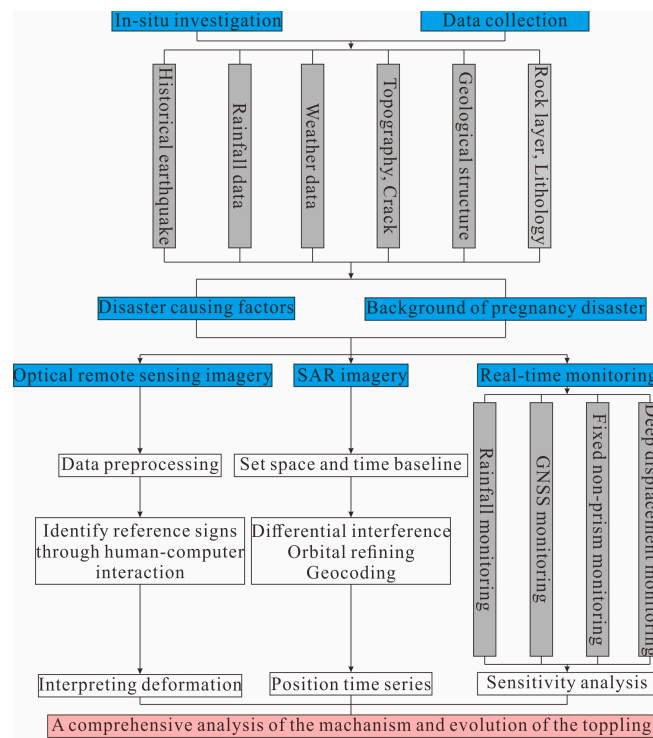 In-situ investigation
Data collection
Historical earthquake
Rainfall data
Weather data
Topography, Crack
Geological structure
Rock layer, Lithology
Disaster causing factors
Background of pregnancy disaster
Optical remote sensing imagery
SAR imagery
Real-time monitoring
Data preprocessing
Set space and time baseline
Rainfall monitoring
GNSS monitoring
Fixed non-prism monitoring
Deep displacement monitoring
Identify reference signs
through human-computer
interaction
Differential interference
Orbital refining
Geocoding
Interpreting deformation
Position time series
Sensitivity analysis
A comprehensive analysis of the machanism and evolution of the toppling